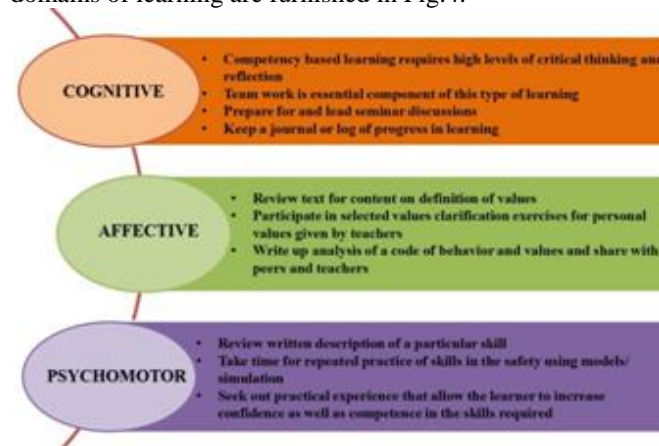 domains of learning are furnished in Fig.4.
COGNITIVE
• Competency based learning requires high levels of critical thinking and
reflection
• Team work is essential component of this type of learning
• Prepare for and lead seminar discussions
• Keep a journal or log of progress in learning
AFFECTIVE
• Review text for content on definition of values
• Participate in selected values clarification exercises for personal
values given by teachers
• Write up analysis of a code of behavior and values and share with
peers and teachers
PSYCHOMOTOR
• Review written description of a particular skill
• Take time for repeated practice of skills in the safety using models/
simulation
• Seek out practical experience that allow the learner to increase
confidence as well as competence in the skills required